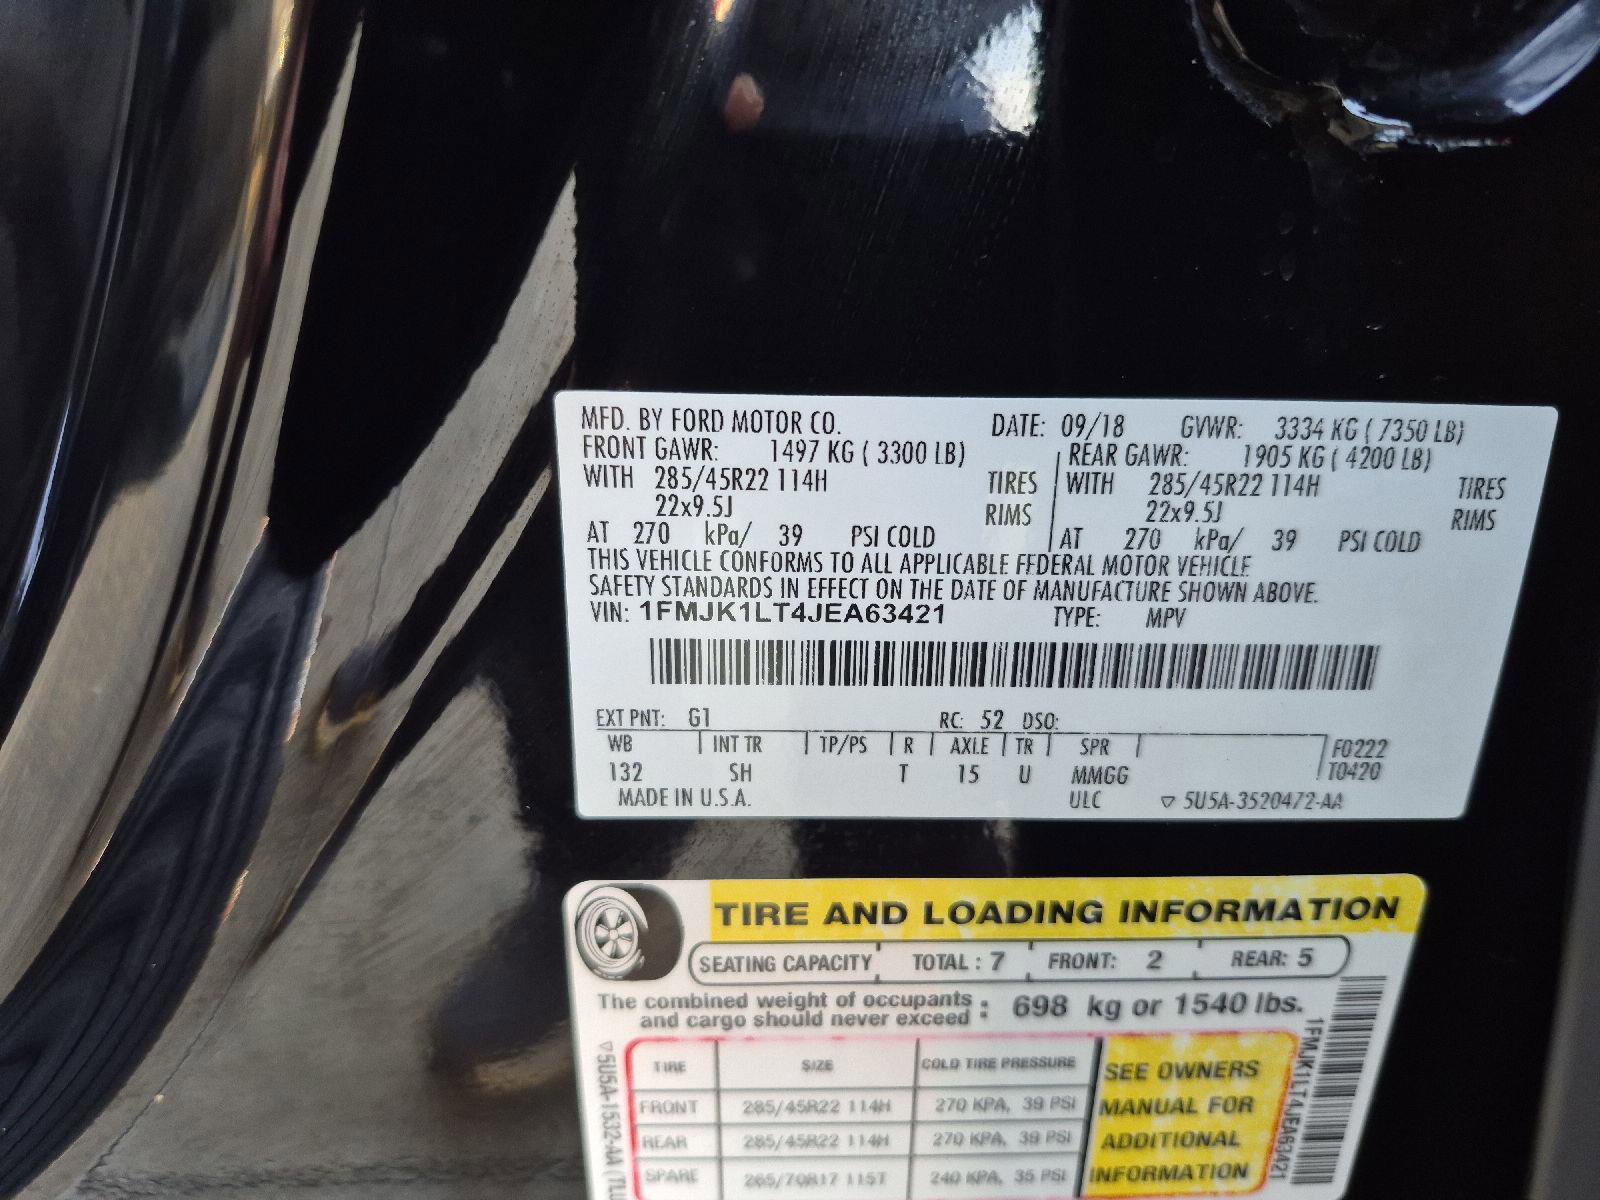 MFD. BY FORD MOTOR CO. DATE: 09/18 GVWR: 3334 KG ( 7350 LB)
FRONT GAWR: 1497 KG ( 3300 LB) REAR GAWR: 1905 KG ( 4200 LB)
WITH 285/45R22 114H TIRES WITH 285/45R22 114H TIRES
22x9.5J RIMS 22x9.5J RIMS
AT 270 kPa/ 39 PSI COLD AT 270 kPa/ 39 PSI COLD
THIS VEHICLE CONFORMS TO ALL APPLICABLE FEDERAL MOTOR VEHICLE
SAFETY STANDARDS IN EFFECT ON THE DATE OF MANUFACTURE SHOWN ABOVE.
VIN: 1FMJK1LT4JEA63421 TYPE: MPV
EXT PNT: G1 RC: 52 DSO:
WB INT TR TP/PS R AXLE TR SPR F0222
132 SH T 15 U MMGG T0420
MADE IN U.S.A. ULC ▽ 5U5A-3520472-AA
TIRE AND LOADING INFORMATION
SEATING CAPACITY TOTAL : 7 FRONT: 2 REAR: 5
The combined weight of occupants
and cargo should never exceed : 698 kg or 1540 lbs.
TIRE SIZE COLD TIRE PRESSURE
FRONT 285/45R22 114H 270 KPA, 39 PSI
REAR 285/45R22 114H 270 KPA, 39 PSI
SPARE 265/70R17 115T 240 KPA, 35 PSI
SEE OWNERS
MANUAL FOR
ADDITIONAL
INFORMATION
▽5U5A-1532-AA
1FMJK1LT4JEA63421